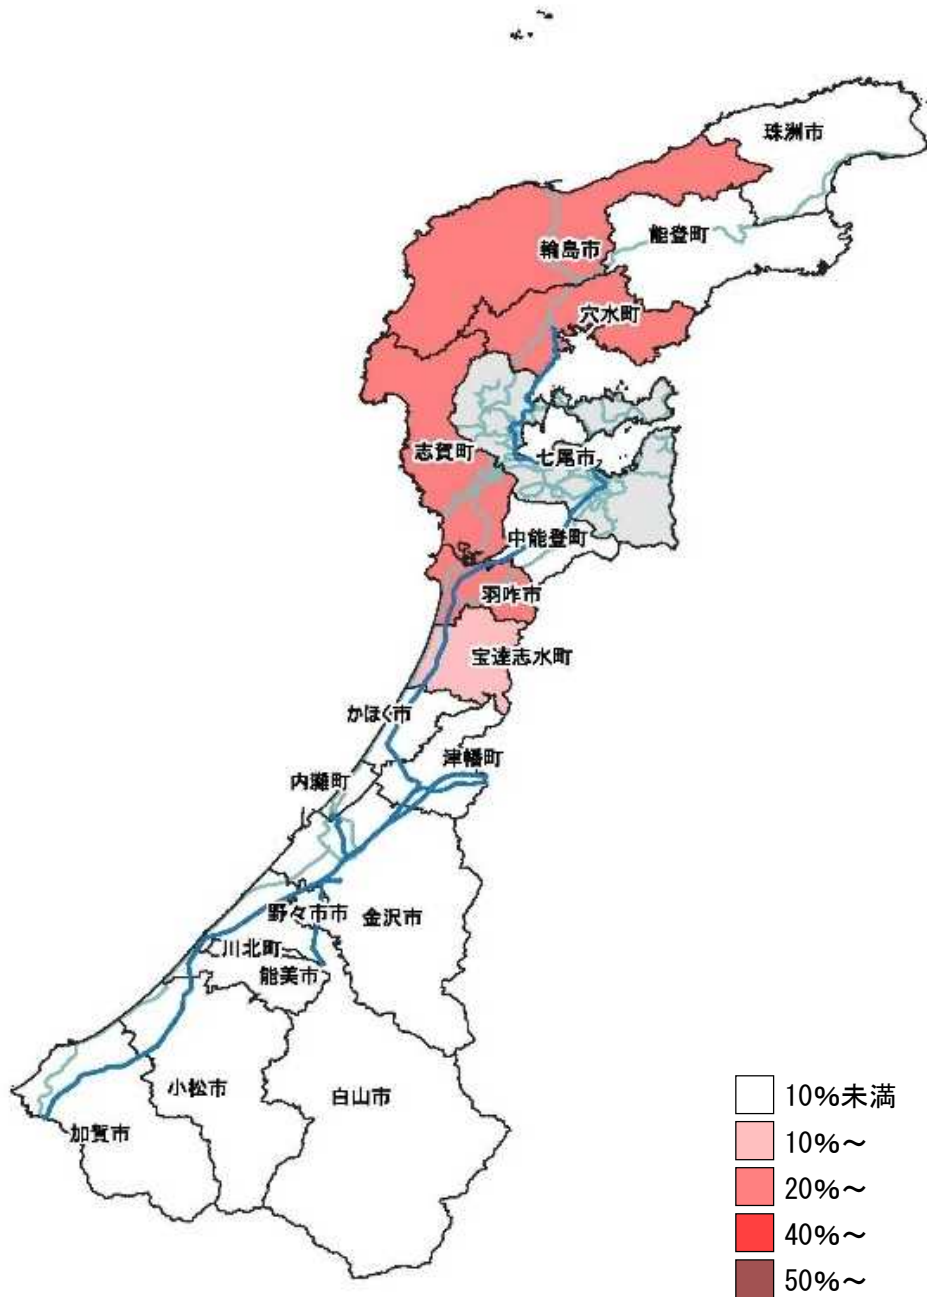 珠洲市
能登町
輪島市
穴水町
志賀町
七尾市
中能登町
羽咋市
宝達志水町
かほく市
津幡町
内灘町
野々市市
金沢市
川北町
能美市
小松市
白山市
加賀市
10%未満
10%～
20%～
40%～
50%～